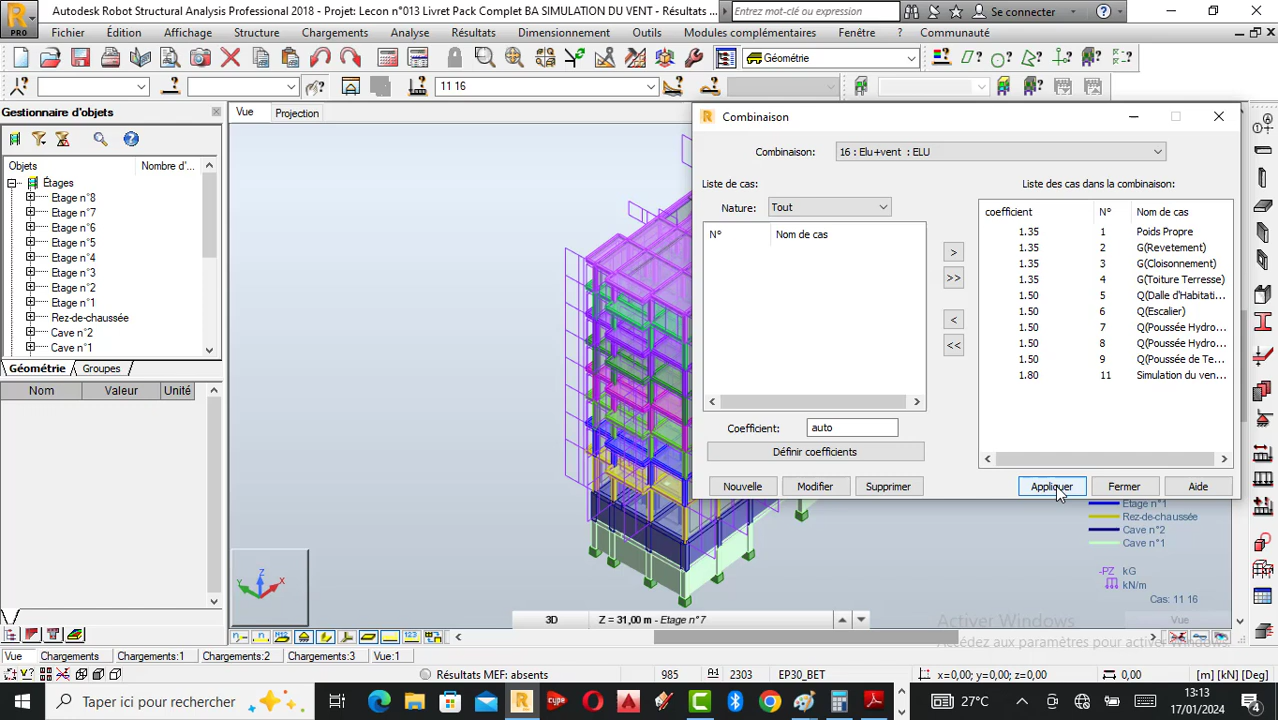 Autodesk Robot Structural Analysis Professional 2018 - Projet: Lecon n°013 Livret Pack Complet BA SIMULATION DU VENT - Résultats ...
Entrez mot-clé ou expression
Se connecter
PRO
Fichier Édition Affichage Structure Chargements Analyse Résultats Dimensionnement Outils Modules complémentaires Fenêtre ? Communauté
Géométrie
11 16
Gestionnaire d'objets
Objets Nombre d'...
Étages
Etage n°8
Etage n°7
Etage n°6
Etage n°5
Etage n°4
Etage n°3
Etage n°2
Etage n°1
Rez-de-chaussée
Cave n°2
Cave n°1
Géométrie Groupes
Nom Valeur Unité
Vue Projection
Combinaison
Combinaison: 16 : Elu+vent : ELU
Liste de cas:
Nature: Tout
N° Nom de cas
Liste des cas dans la combinaison:
coefficient N° Nom de cas
1.35 1 Poids Propre
1.35 2 G(Revetement)
1.35 3 G(Cloisonnement)
1.35 4 G(Toiture Terresse)
1.50 5 Q(Dalle d'Habitati...
1.50 6 Q(Escalier)
1.50 7 Q(Poussée Hydro...
1.50 8 Q(Poussée Hydro...
1.50 9 Q(Poussée de Te...
1.80 11 Simulation du ven...
> 
>>
<
<<
Coefficient: auto
Définir coefficients
Nouvelle Modifier Supprimer Appliquer Fermer Aide
Etage n°1
Rez-de-chaussée
Cave n°2
Cave n°1
-PZ kG
kN/m
Cas: 11 16
Z
Y X
3D Z = 31,00 m - Etage n°7
Vue
Activer Windows
Accédez aux paramètres pour activer Windows.
Vue Chargements Chargements:1 Chargements:2 Chargements:3 Vue:1
Résultats MEF: absents 985 2303 EP30_BET x=0,00; y=0,00; z=0,00 0,00 [m] [kN] [Deg]
Taper ici pour rechercher
27°C
13:13
17/01/2024
4